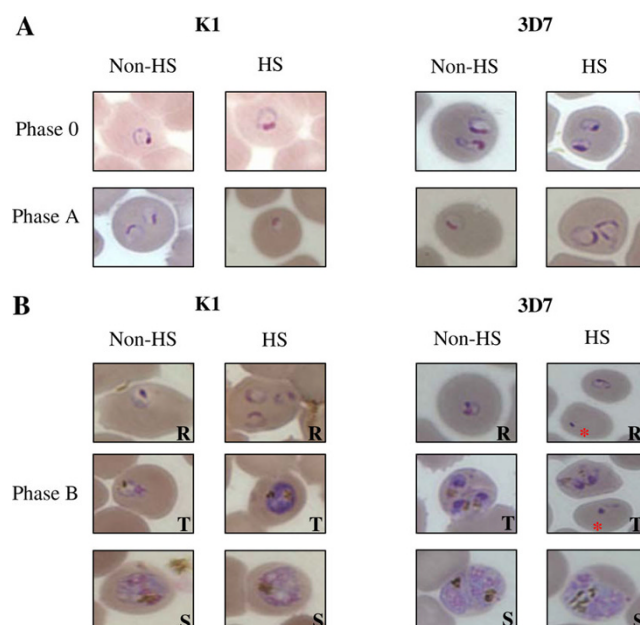 A
K1
3D7
Non-HS
HS
Non-HS
HS
Phase 0
Phase A
B
K1
3D7
Non-HS
HS
Non-HS
HS
R
R
R
*
R
Phase B
T
T
T
*
T
S
S
S
S